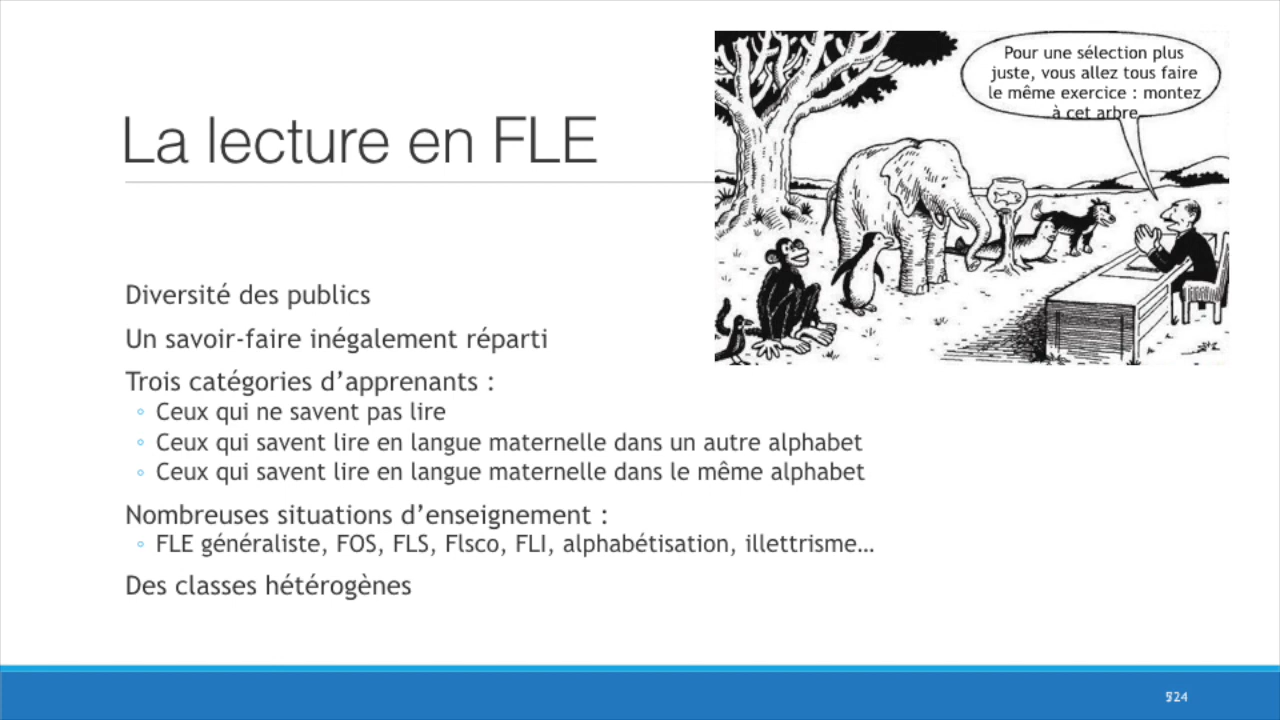 La lecture en FLE
Pour une sélection plus
juste, vous allez tous faire
le même exercice : montez
à cet arbre
Diversité des publics
Un savoir-faire inégalement réparti
Trois catégories d’apprenants :
◦ Ceux qui ne savent pas lire
◦ Ceux qui savent lire en langue maternelle dans un autre alphabet
◦ Ceux qui savent lire en langue maternelle dans le même alphabet
Nombreuses situations d’enseignement :
◦ FLE généraliste, FOS, FLS, Flsco, FLI, alphabétisation, illettrisme…
Des classes hétérogènes